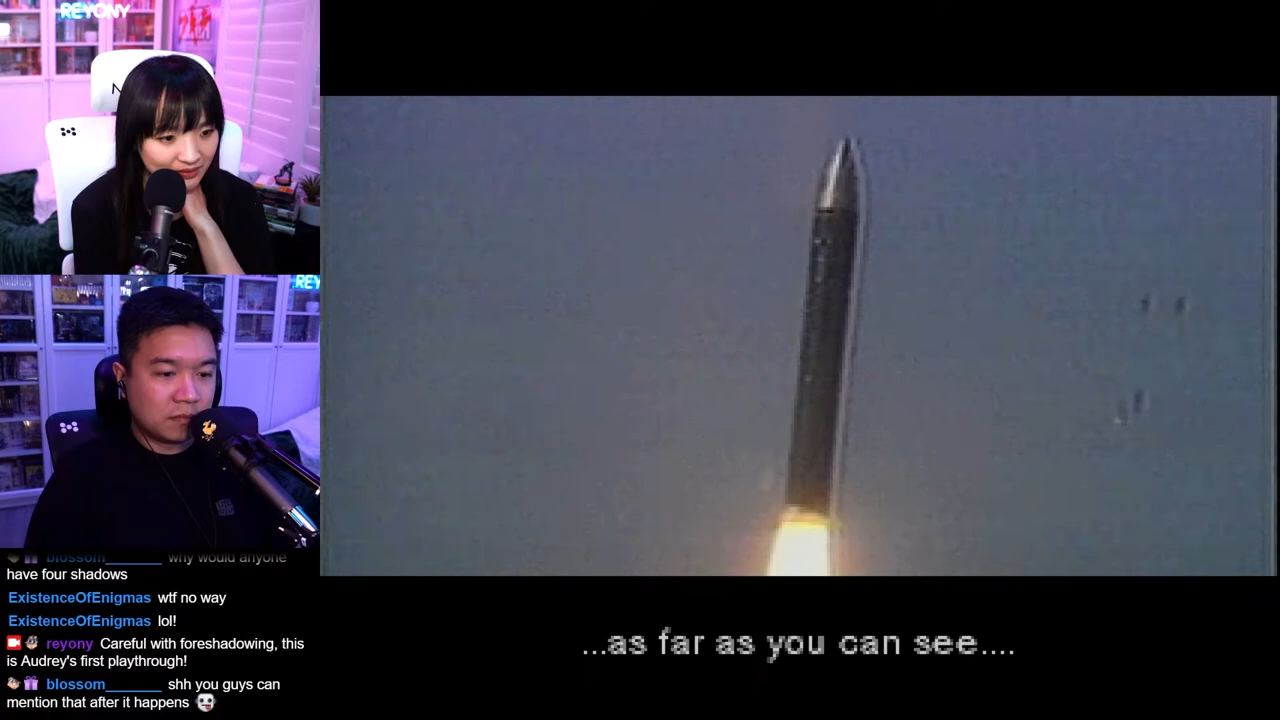 REYONY
REY
blossom_______ why would anyone
have four shadows
ExistenceOfEnigmas wtf no way
ExistenceOfEnigmas lol!
reyony Careful with foreshadowing, this
is Audrey's first playthrough!
blossom_______ shh you guys can
mention that after it happens
...as far as you can see....